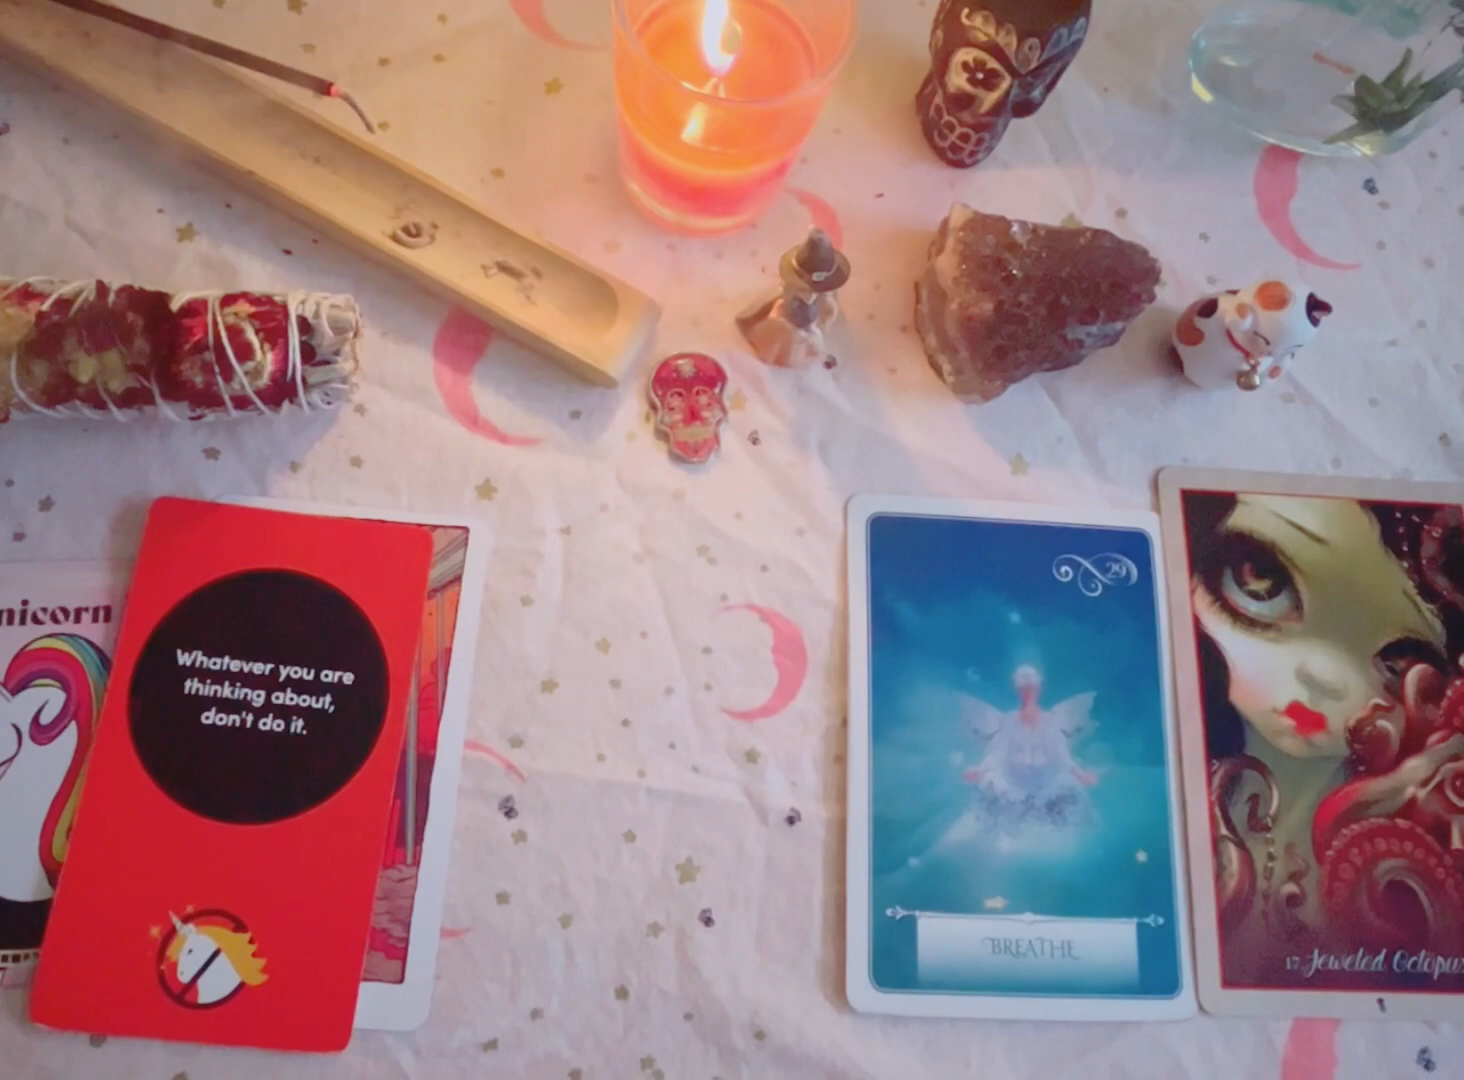 nicorn
Whatever you are
thinking about,
don't do it.
29
BREATHE
17 Jeweled Octopus